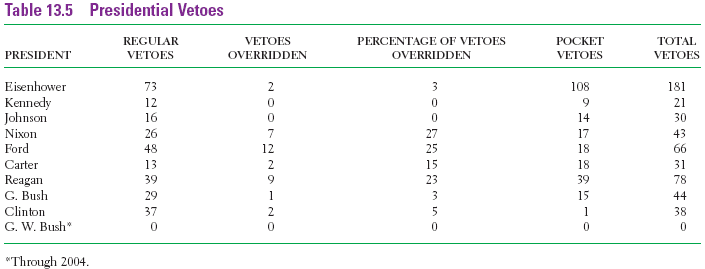 Table 13.5 Presidential Vetoes
PRESIDENT REGULAR VETOES VETOES OVERRIDDEN PERCENTAGE OF VETOES OVERRIDDEN POCKET VETOES TOTAL VETOES
Eisenhower 73 2 3 108 181
Kennedy 12 0 0 9 21
Johnson 16 0 0 14 30
Nixon 26 7 27 17 43
Ford 48 12 25 18 66
Carter 13 2 15 18 31
Reagan 39 9 23 39 78
G. Bush 29 1 3 15 44
Clinton 37 2 5 1 38
G. W. Bush* 0 0 0 0 0
*Through 2004.